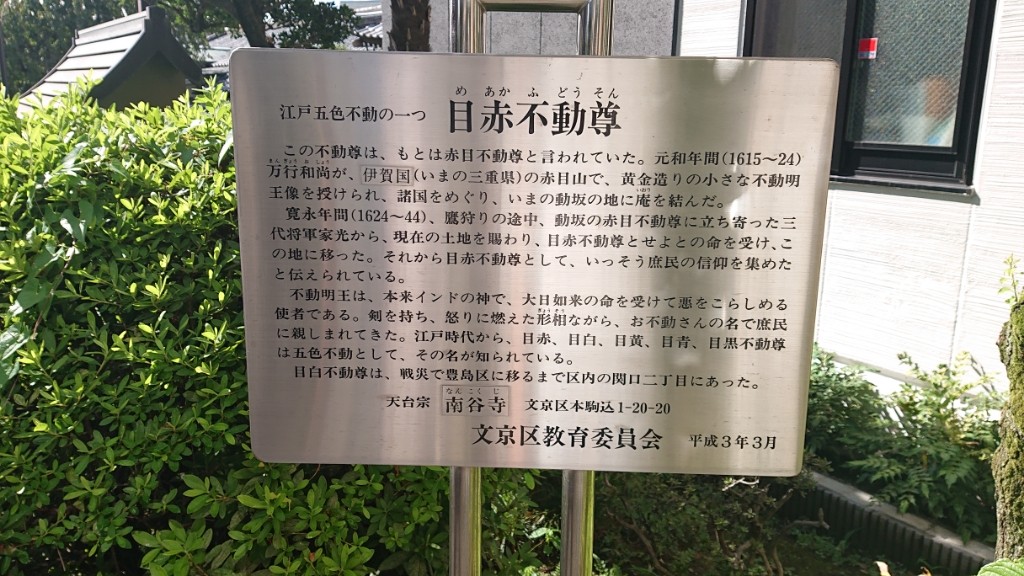 江戸五色不動の一つ 目赤不動尊
め あか ふ どう そん
この不動尊は、もとは赤目不動尊と言われていた。元和年間(1615〜24)
万行和尚が、伊賀国(いまの三重県)の赤目山で、黄金造りの小さな不動明
王像を授けられ、諸国をめぐり、いまの動坂の地に庵を結んだ。
寛永年間(1624〜44)、鷹狩りの途中、動坂の赤目不動尊に立ち寄った三
代将軍家光から、現在の土地を賜わり、目赤不動尊とせよとの命を受け、こ
の地に移った。それから目赤不動尊として、いっそう庶民の信仰を集めた
と伝えられている。
不動明王は、本来インドの神で、大日如来の命を受けて悪をこらしめる
使者である。剣を持ち、怒りに燃えた形相ながら、お不動さんの名で庶民
に親しまれてきた。江戸時代から、目赤、目白、目黄、目青、目黒不動尊
は五色不動として、その名が知られている。
目白不動尊は、戦災で豊島区に移るまで区内の関口二丁目にあった。
なんこくじ
天台宗 南谷寺 文京区本駒込1-20-20
文京区教育委員会 平成3年3月